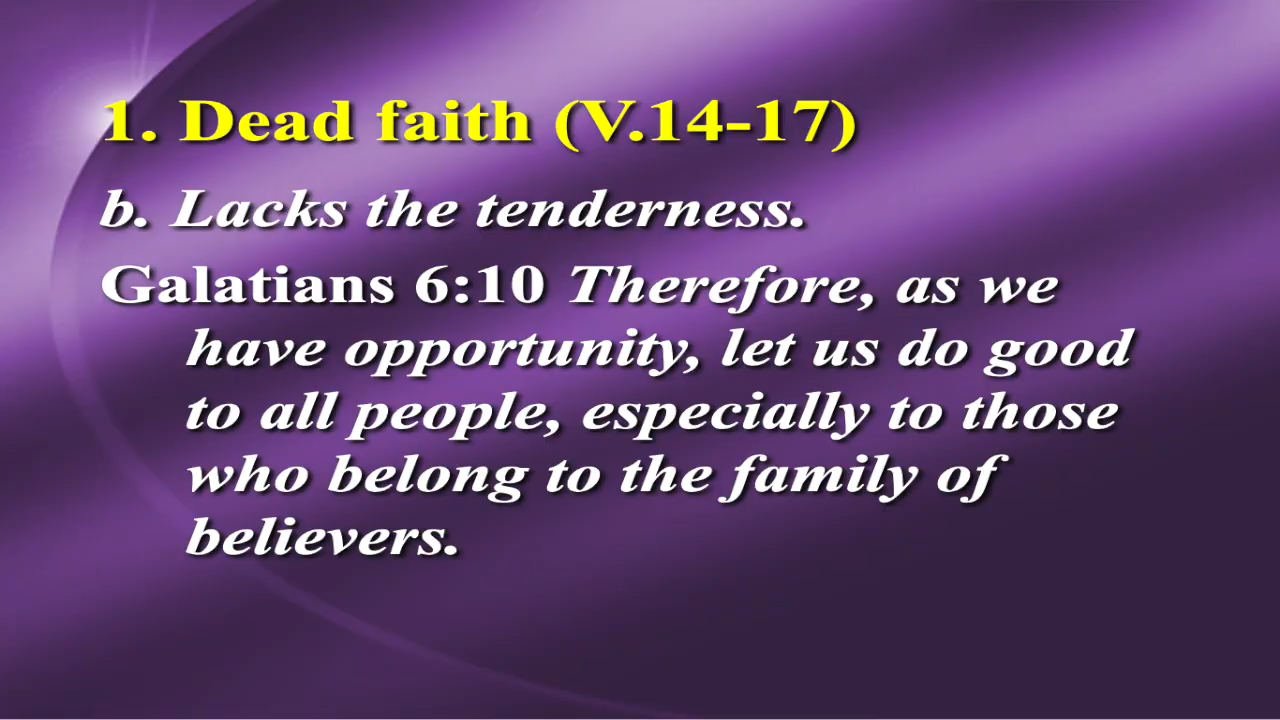 1. Dead faith (V.14-17)
b. Lacks the tenderness.
Galatians 6:10 Therefore, as we
have opportunity, let us do good
to all people, especially to those
who belong to the family of
believers.